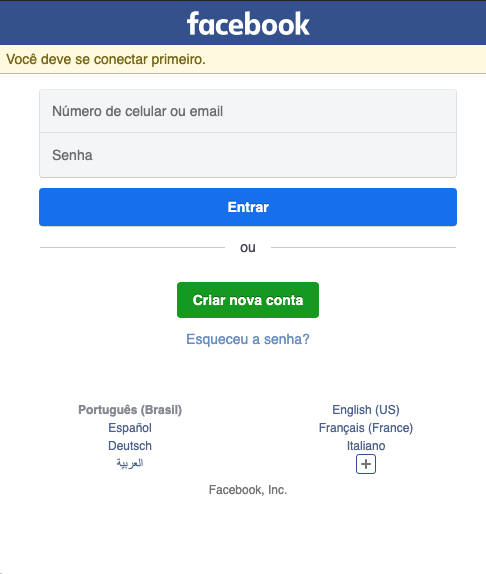 facebook
Você deve se conectar primeiro.
Número de celular ou email
Senha
Entrar
ou
Criar nova conta
Esqueceu a senha?
Português (Brasil)
English (US)
Español
Français (France)
Deutsch
Italiano
العربية
Facebook, Inc.